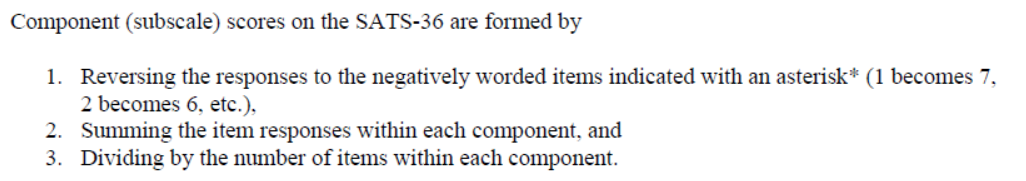 Component (subscale) scores on the SATS-36 are formed by
1. Reversing the responses to the negatively worded items indicated with an asterisk* (1 becomes 7,
2 becomes 6, etc.),
2. Summing the item responses within each component, and
3. Dividing by the number of items within each component.